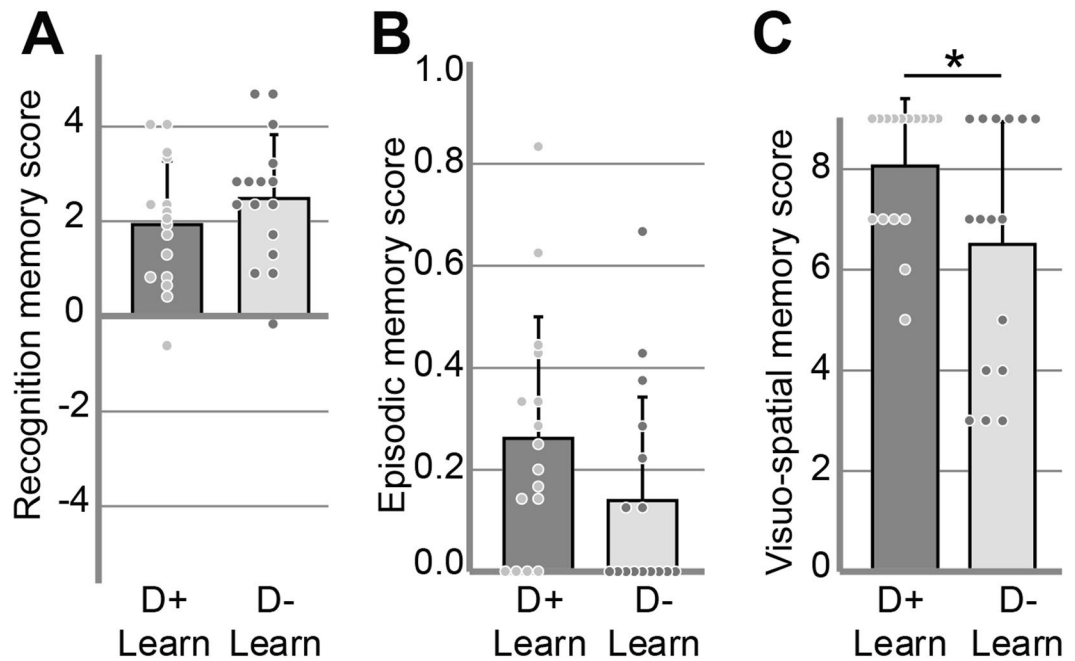 A
Recognition memory score
4
2
0
-2
-4
D+
Learn
D-
Learn
B
Episodic memory score
1.0
0.8
0.6
0.4
0.2
0.0
D+
Learn
D-
Learn
C
Visuo-spatial memory score
*
8
6
4
2
0
D+
Learn
D-
Learn